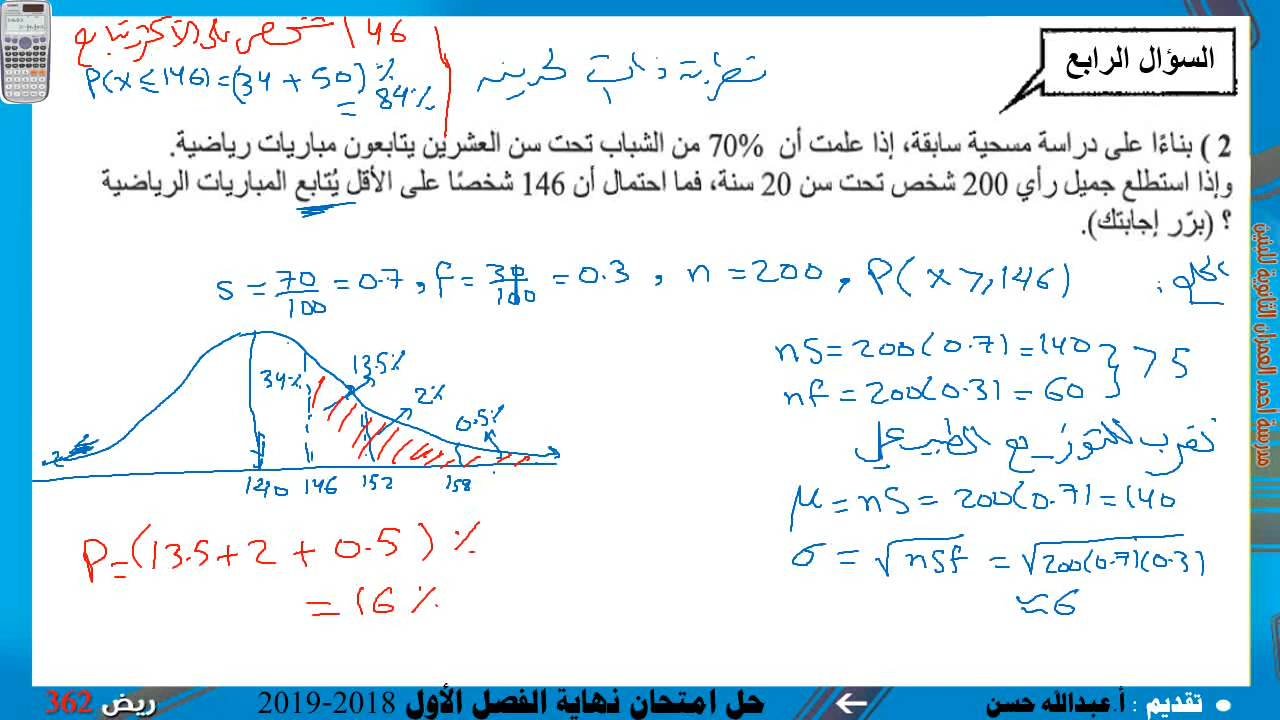 السؤال الرابع
146 شخص على الأكثر يتابع
P(x ≤ 146) = (34 + 50) %
= 84 %
تجربة ذات
2 ) بناءًا على دراسة مسحية سابقة، إذا علمت أن 70% من الشباب تحت سن العشرين يتابعون مباريات رياضية.
وإذا استطلع جميل رأي 200 شخص تحت سن 20 سنة، فما احتمال أن 146 شخصًا على الأقل يُتابع المباريات الرياضية
؟ (برّر إجابتك).
s = 70/100 = 0.7 , f = 30/100 = 0.3 , n = 200 , P( x ≥ 146)
nS = 200(0.7) = 140
nf = 200(0.3) = 60
} > 5
نقرب للتوزيع الطبيعي
μ = nS = 200(0.7) = 140
σ = √nSf = √200(0.7)(0.3)
≈ 6
34% 13.5% 2% 0.5%
140 146 152 158
P = (13.5 + 2 + 0.5) %
= 16 %
مدرسة احمد العمران الثانوية للبنين
تقديم : أ.عبدالله حسن
حل امتحان نهاية الفصل الأول 2018-2019
ريض 362